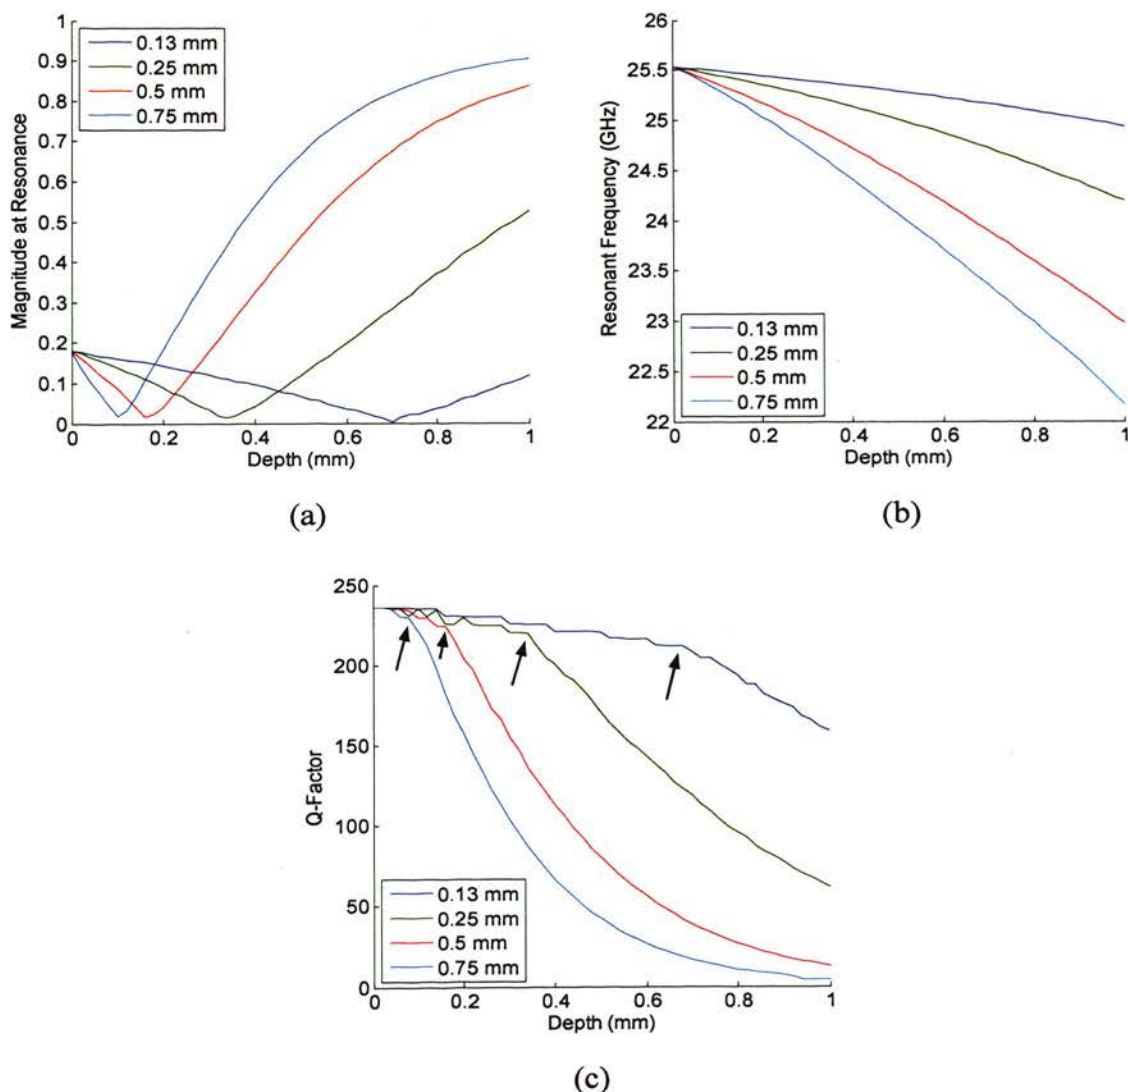 Magnitude at Resonance
1
0.9
0.8
0.7
0.6
0.5
0.4
0.3
0.2
0.1
0
0.13 mm
0.25 mm
0.5 mm
0.75 mm
0 0.2 0.4 0.6 0.8 1
Depth (mm)
(a)
Resonant Frequency (GHz)
26
25.5
25
24.5
24
23.5
23
22.5
22
0.13 mm
0.25 mm
0.5 mm
0.75 mm
0 0.2 0.4 0.6 0.8 1
Depth (mm)
(b)
Q-Factor
250
200
150
100
50
0
0.13 mm
0.25 mm
0.5 mm
0.75 mm
0 0.2 0.4 0.6 0.8 1
Depth (mm)
(c)